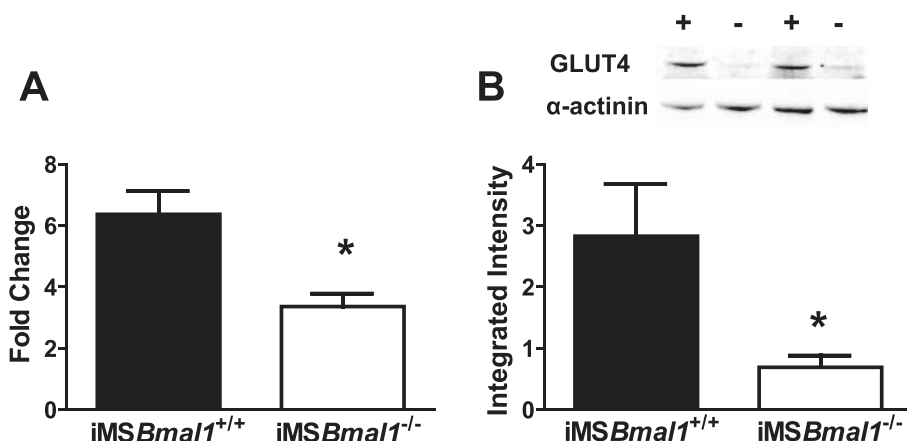 A
Fold Change
8
6
4
2
0
*
iMSBmal1+/+ iMSBmal1-/-
B
+ - + -
GLUT4
α-actinin
Integrated Intensity
4
3
2
1
0
*
iMSBmal1+/+ iMSBmal1-/-